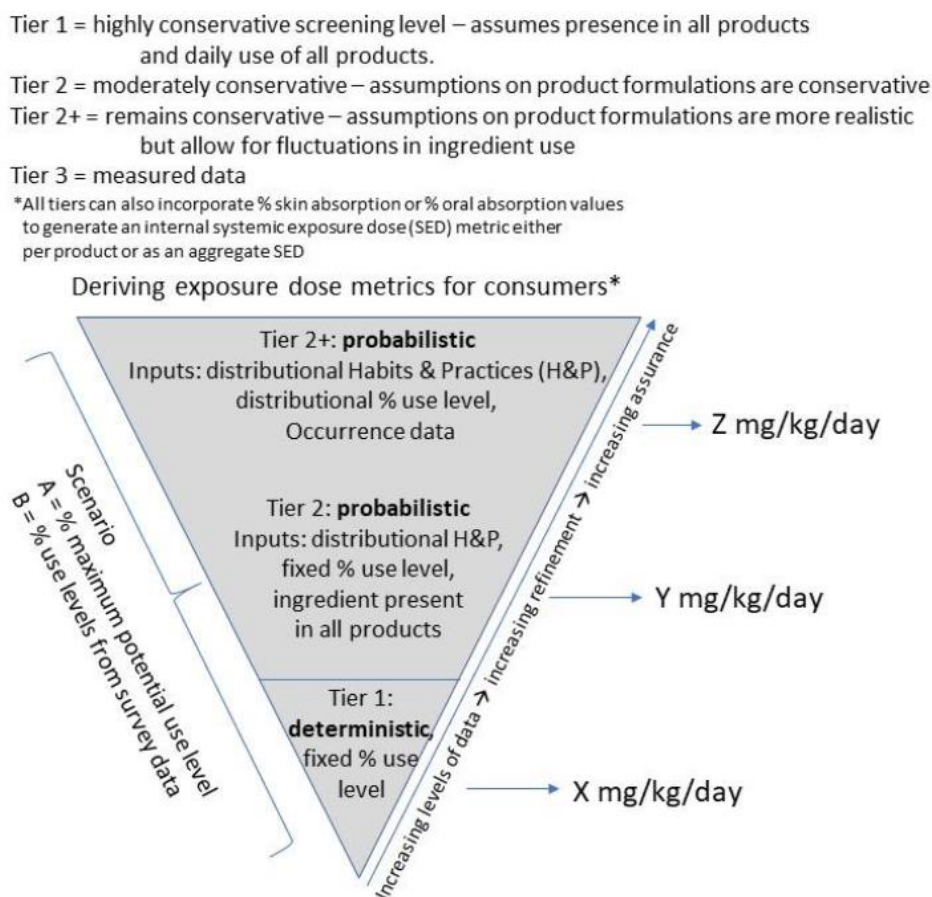 Tier 1 = highly conservative screening level – assumes presence in all products
and daily use of all products.
Tier 2 = moderately conservative – assumptions on product formulations are conservative
Tier 2+ = remains conservative – assumptions on product formulations are more realistic
but allow for fluctuations in ingredient use
Tier 3 = measured data
*All tiers can also incorporate % skin absorption or % oral absorption values
to generate an internal systemic exposure dose (SED) metric either
per product or as an aggregate SED
Deriving exposure dose metrics for consumers*
Tier 2+: probabilistic
Inputs: distributional Habits & Practices (H&P),
distributional % use level,
Occurrence data
Tier 2: probabilistic
Inputs: distributional H&P,
fixed % use level,
ingredient present
in all products
Tier 1:
deterministic,
fixed % use
level
Scenario
A = % maximum potential use level
B = % use levels from survey data
Increasing levels of data → increasing refinement → increasing assurance
Z mg/kg/day
Y mg/kg/day
X mg/kg/day